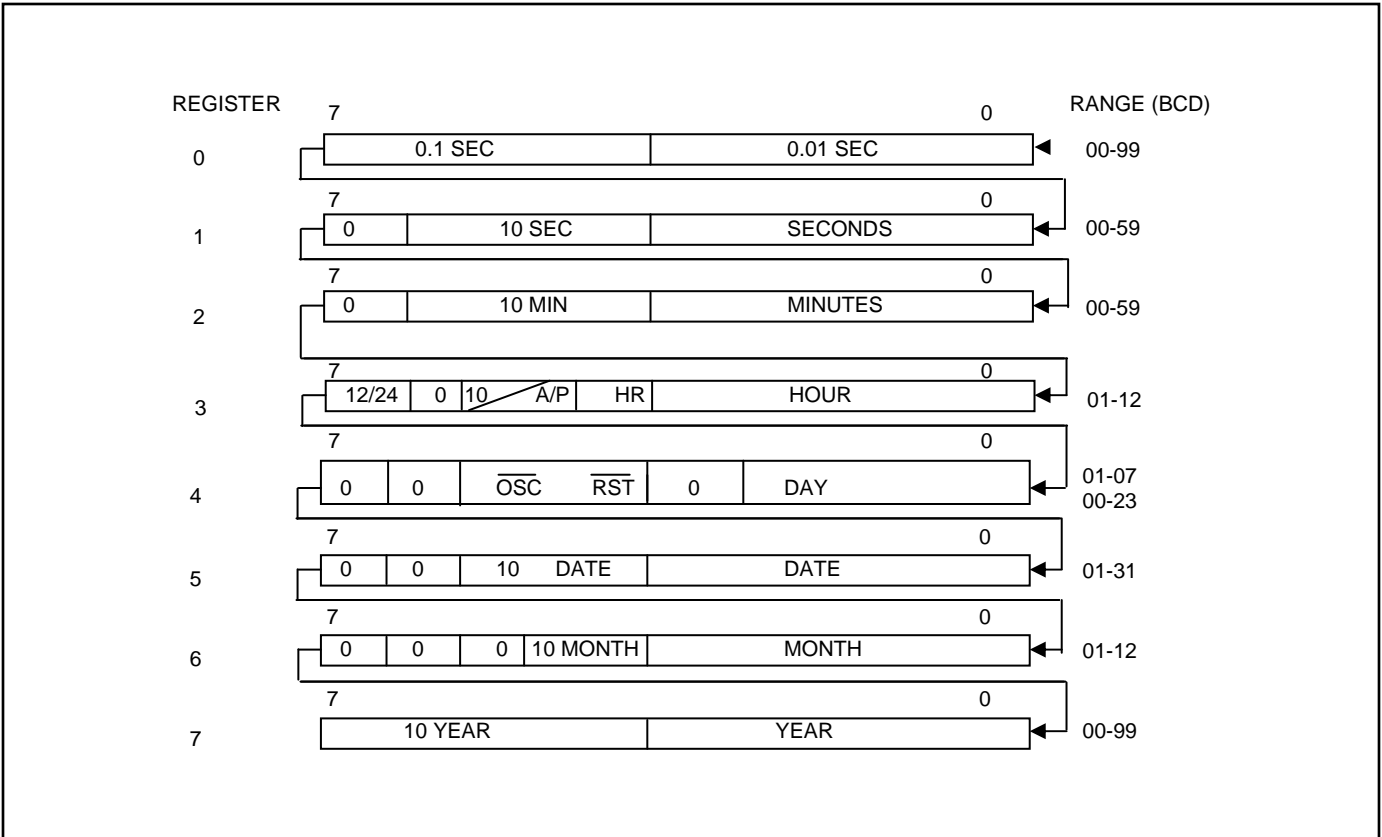 REGISTER 7 0 RANGE (BCD)
0 0.1 SEC 0.01 SEC 00-99
7 0
1 0 10 SEC SECONDS 00-59
7 0
2 0 10 MIN MINUTES 00-59
7 0
3 12/24 0 10 A/P HR HOUR 01-12
7 0
4 0 0 O̅S̅C̅ R̅S̅T̅ 0 DAY 01-07
00-23
7 0
5 0 0 10 DATE DATE 01-31
7 0
6 0 0 0 10 MONTH MONTH 01-12
7 0
7 10 YEAR YEAR 00-99